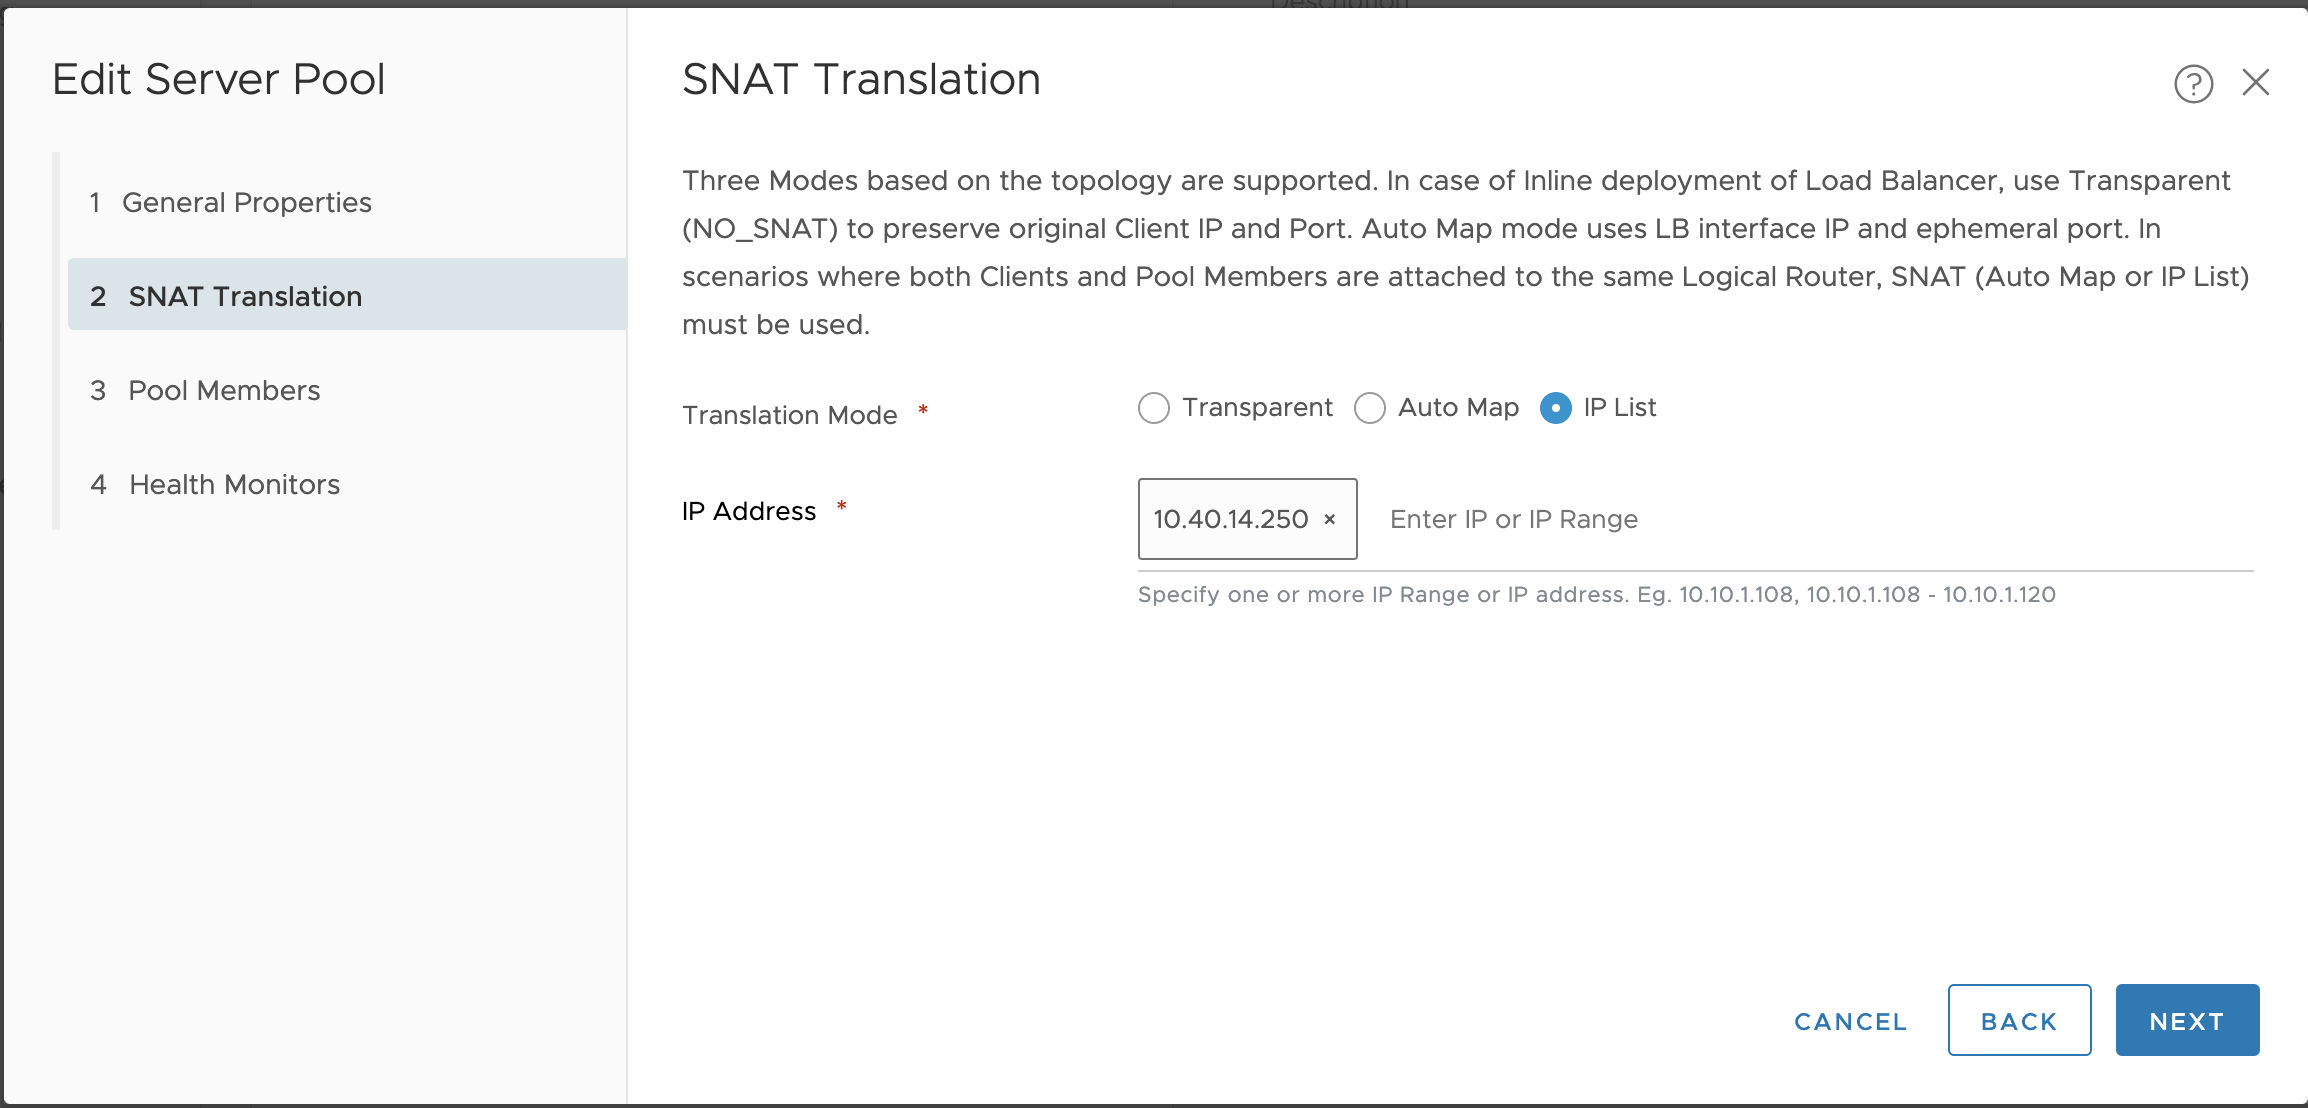 Description
Edit Server Pool
1 General Properties
2 SNAT Translation
3 Pool Members
4 Health Monitors
SNAT Translation
?
Three Modes based on the topology are supported. In case of Inline deployment of Load Balancer, use Transparent
(NO_SNAT) to preserve original Client IP and Port. Auto Map mode uses LB interface IP and ephemeral port. In
scenarios where both Clients and Pool Members are attached to the same Logical Router, SNAT (Auto Map or IP List)
must be used.
Translation Mode * Transparent Auto Map IP List
IP Address * 10.40.14.250 × Enter IP or IP Range
Specify one or more IP Range or IP address. Eg. 10.10.1.108, 10.10.1.108 - 10.10.1.120
CANCEL BACK NEXT